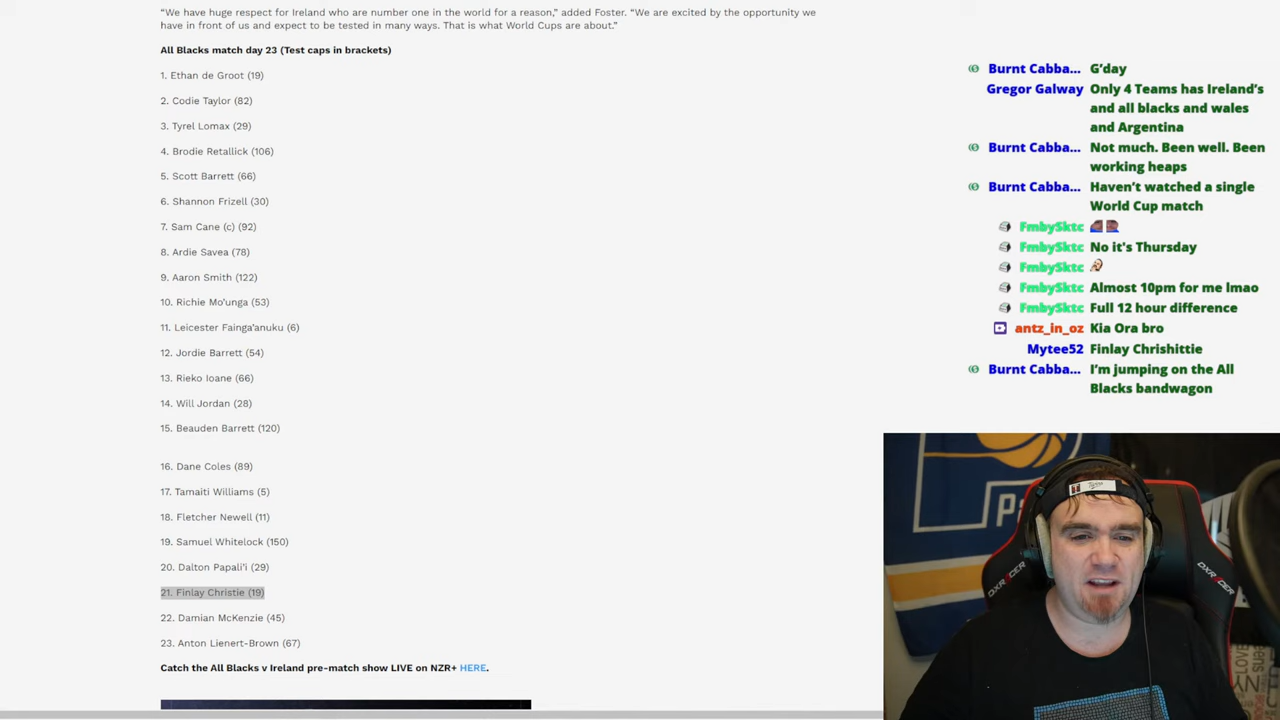 “We have huge respect for Ireland who are number one in the world for a reason,” added Foster. “We are excited by the opportunity we
have in front of us and expect to be tested in many ways. That is what World Cups are about.”
All Blacks match day 23 (Test caps in brackets)
1. Ethan de Groot (19)
2. Codie Taylor (82)
3. Tyrel Lomax (29)
4. Brodie Retallick (106)
5. Scott Barrett (66)
6. Shannon Frizell (30)
7. Sam Cane (c) (92)
8. Ardie Savea (78)
9. Aaron Smith (122)
10. Richie Mo’unga (53)
11. Leicester Fainga’anuku (6)
12. Jordie Barrett (54)
13. Rieko Ioane (66)
14. Will Jordan (28)
15. Beauden Barrett (120)
16. Dane Coles (89)
17. Tamaiti Williams (5)
18. Fletcher Newell (11)
19. Samuel Whitelock (150)
20. Dalton Papali’i (29)
21. Finlay Christie (19)
22. Damian McKenzie (45)
23. Anton Lienert-Brown (67)
Catch the All Blacks v Ireland pre-match show LIVE on NZR+ HERE.
Burnt Cabba... G’day
Gregor Galway Only 4 Teams has Ireland’s
and all blacks and wales
and Argentina
Burnt Cabba... Not much. Been well. Been
working heaps
Burnt Cabba... Haven’t watched a single
World Cup match
FmbySktc
FmbySktc No it's Thursday
FmbySktc
FmbySktc Almost 10pm for me lmao
FmbySktc Full 12 hour difference
antz_in_oz Kia Ora bro
Mytee52 Finlay Chrishittie
Burnt Cabba... I’m jumping on the All
Blacks bandwagon
DXRACER